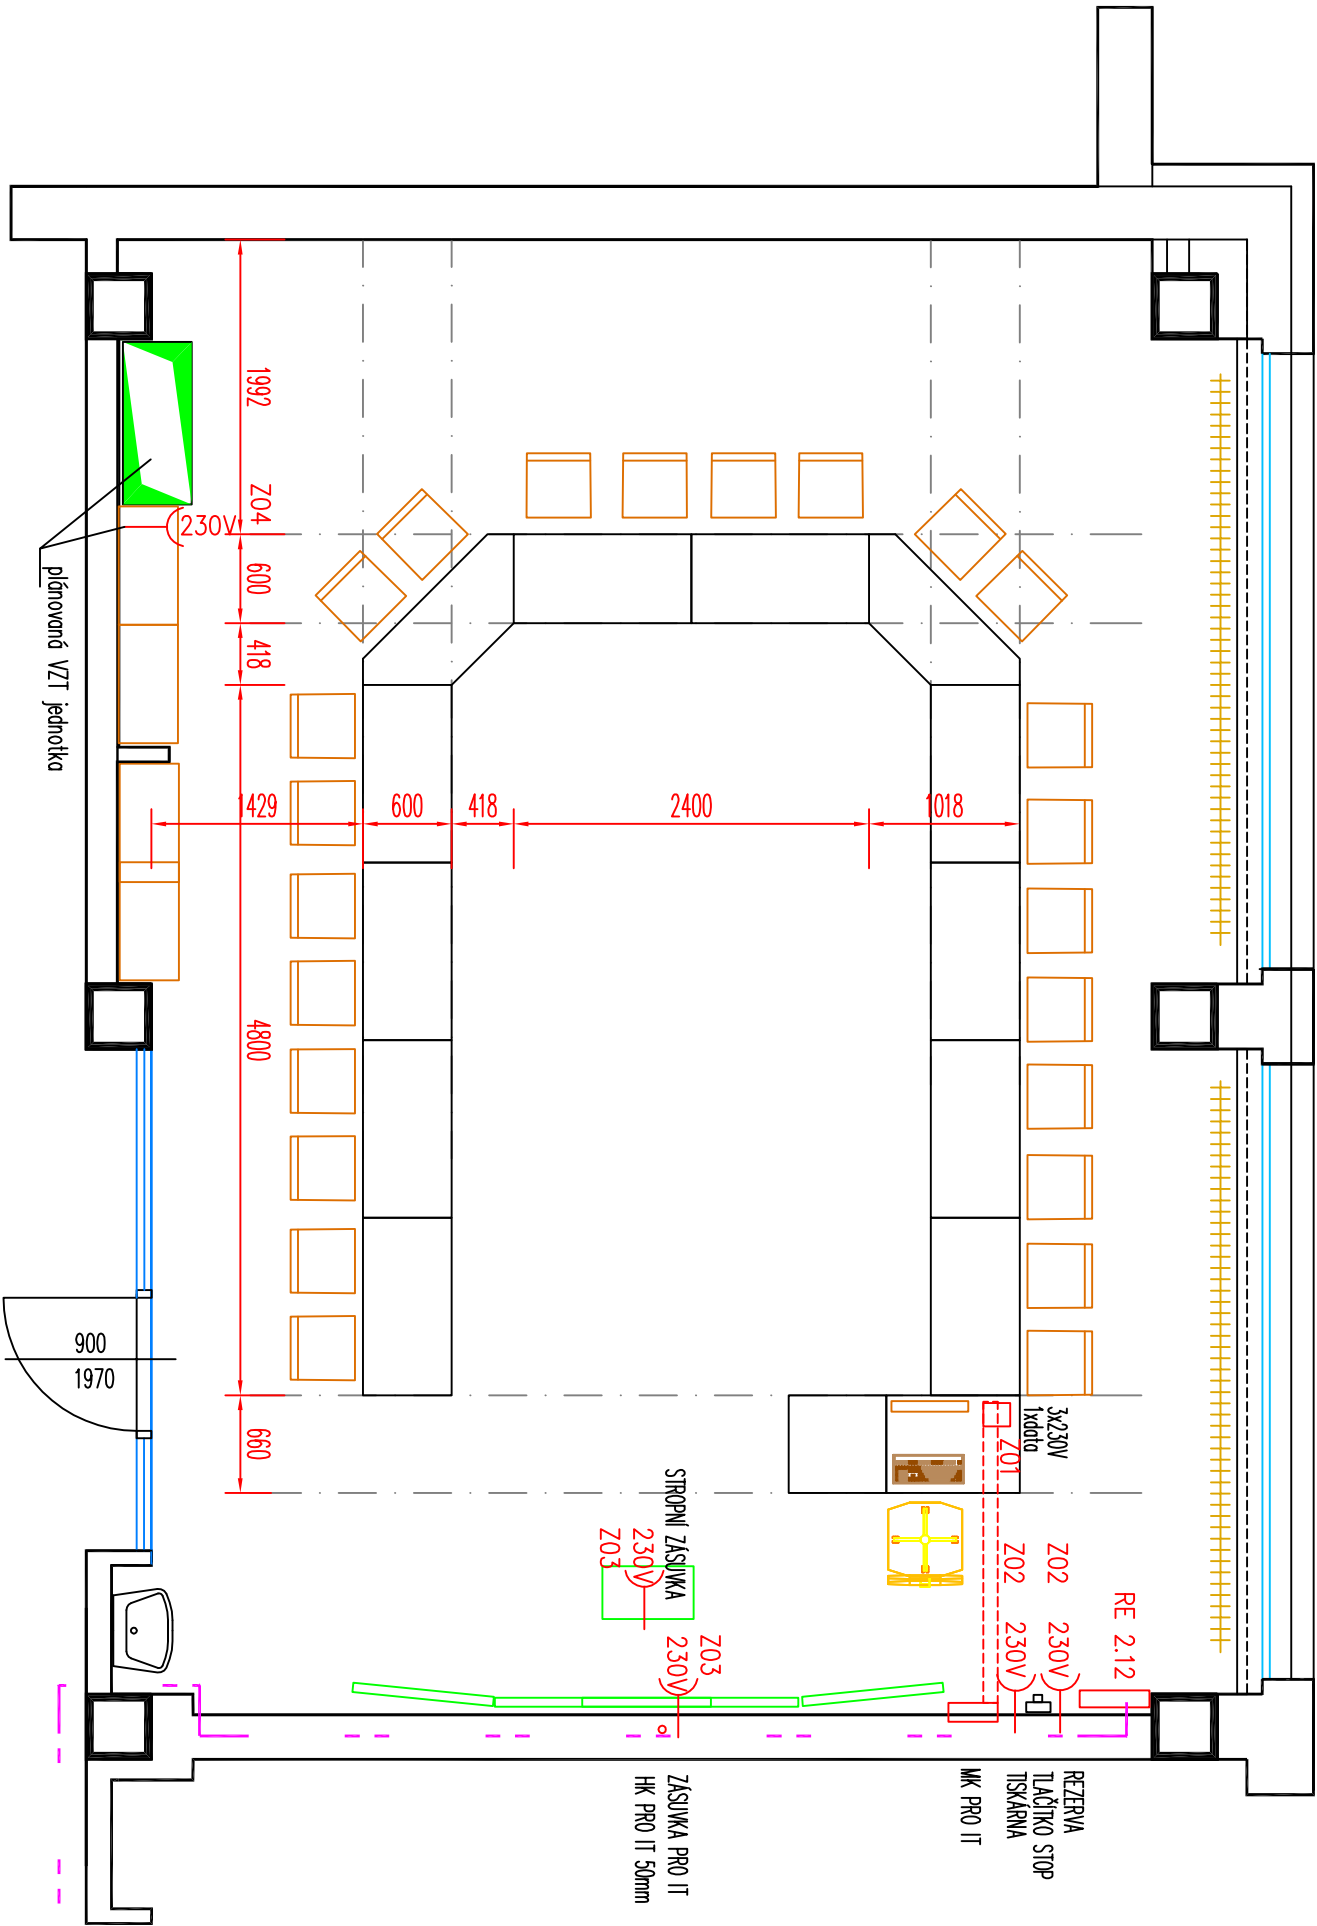 1992
Z04
230V
600
418
plánovaná VZT jednotka
1429
600
418
2400
1018
4800
900
1970
660
3x230V
1xdata
Z01
STROPNÍ ZÁSUVKA
230V
Z03
Z02
Z02
RE 2.12
230V
230V
Z03
230V
REZERVA
TLAČÍTKO STOP
TISKÁRNA
MK PRO IT
ZÁSUVKA PRO IT
HK PRO IT 50mm